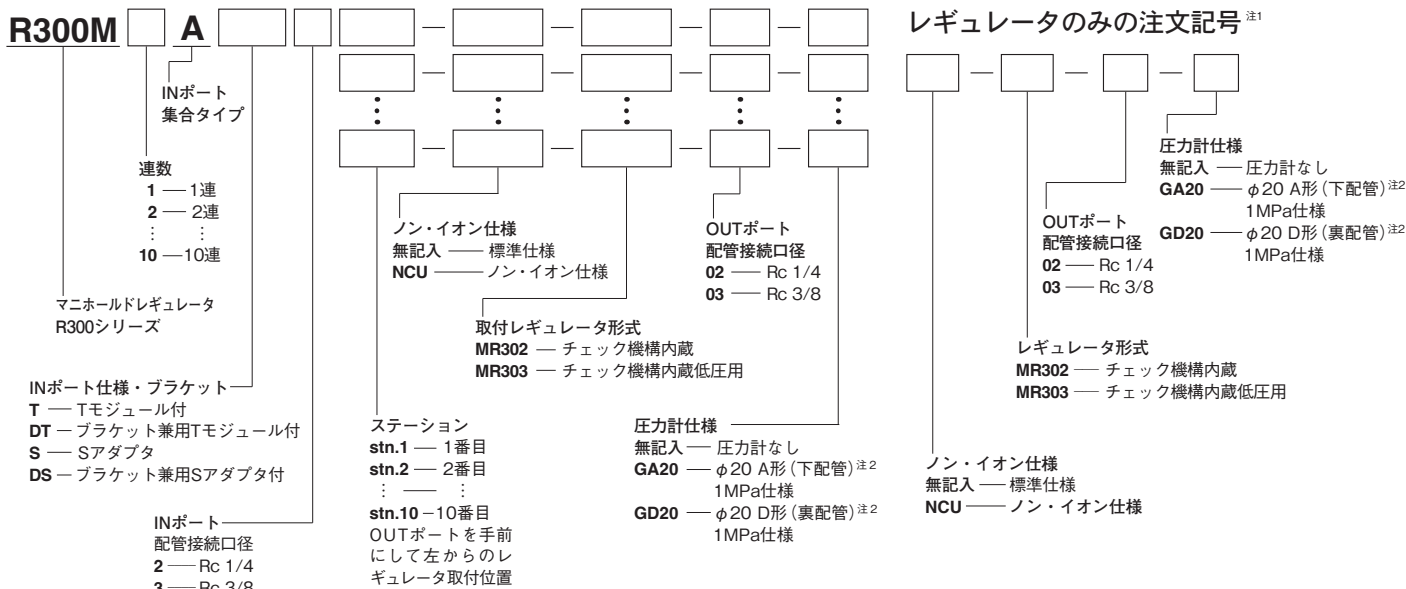 R300M A
レギュレータのみの注文記号 注1
INポート
集合タイプ
連数
1 ── 1連
2 ── 2連
⋮ ⋮
10 ─ 10連
マニホールドレギュレータ
R300シリーズ
INポート仕様・ブラケット
T ── Tモジュール付
DT ─ ブラケット兼用Tモジュール付
S ── Sアダプタ
DS ─ ブラケット兼用Sアダプタ付
INポート
配管接続口径
2 ── Rc 1/4
3 ── Rc 3/8
ステーション
stn.1 ── 1番目
stn.2 ── 2番目
⋮ ── ⋮
stn.10 −10番目
OUTポートを手前
にして左からのレ
ギュレータ取付位置
ノン・イオン仕様
無記入 ── 標準仕様
NCU ── ノン・イオン仕様
取付レギュレータ形式
MR302 ─ チェック機構内蔵
MR303 ─ チェック機構内蔵低圧用
OUTポート
配管接続口径
02 ── Rc 1/4
03 ── Rc 3/8
圧力計仕様
無記入 ── 圧力計なし
GA20 ── φ20 A形(下配管)注2
1MPa仕様
GD20 ── φ20 D形(裏配管)注2
1MPa仕様
ノン・イオン仕様
無記入 ── 標準仕様
NCU ── ノン・イオン仕様
レギュレータ形式
MR302 ── チェック機構内蔵
MR303 ── チェック機構内蔵低圧用
OUTポート
配管接続口径
02 ── Rc 1/4
03 ── Rc 3/8
圧力計仕様
無記入 ── 圧力計なし
GA20 ── φ20 A形(下配管)注2
1MPa仕様
GD20 ── φ20 D形(裏配管)注2
1MPa仕様